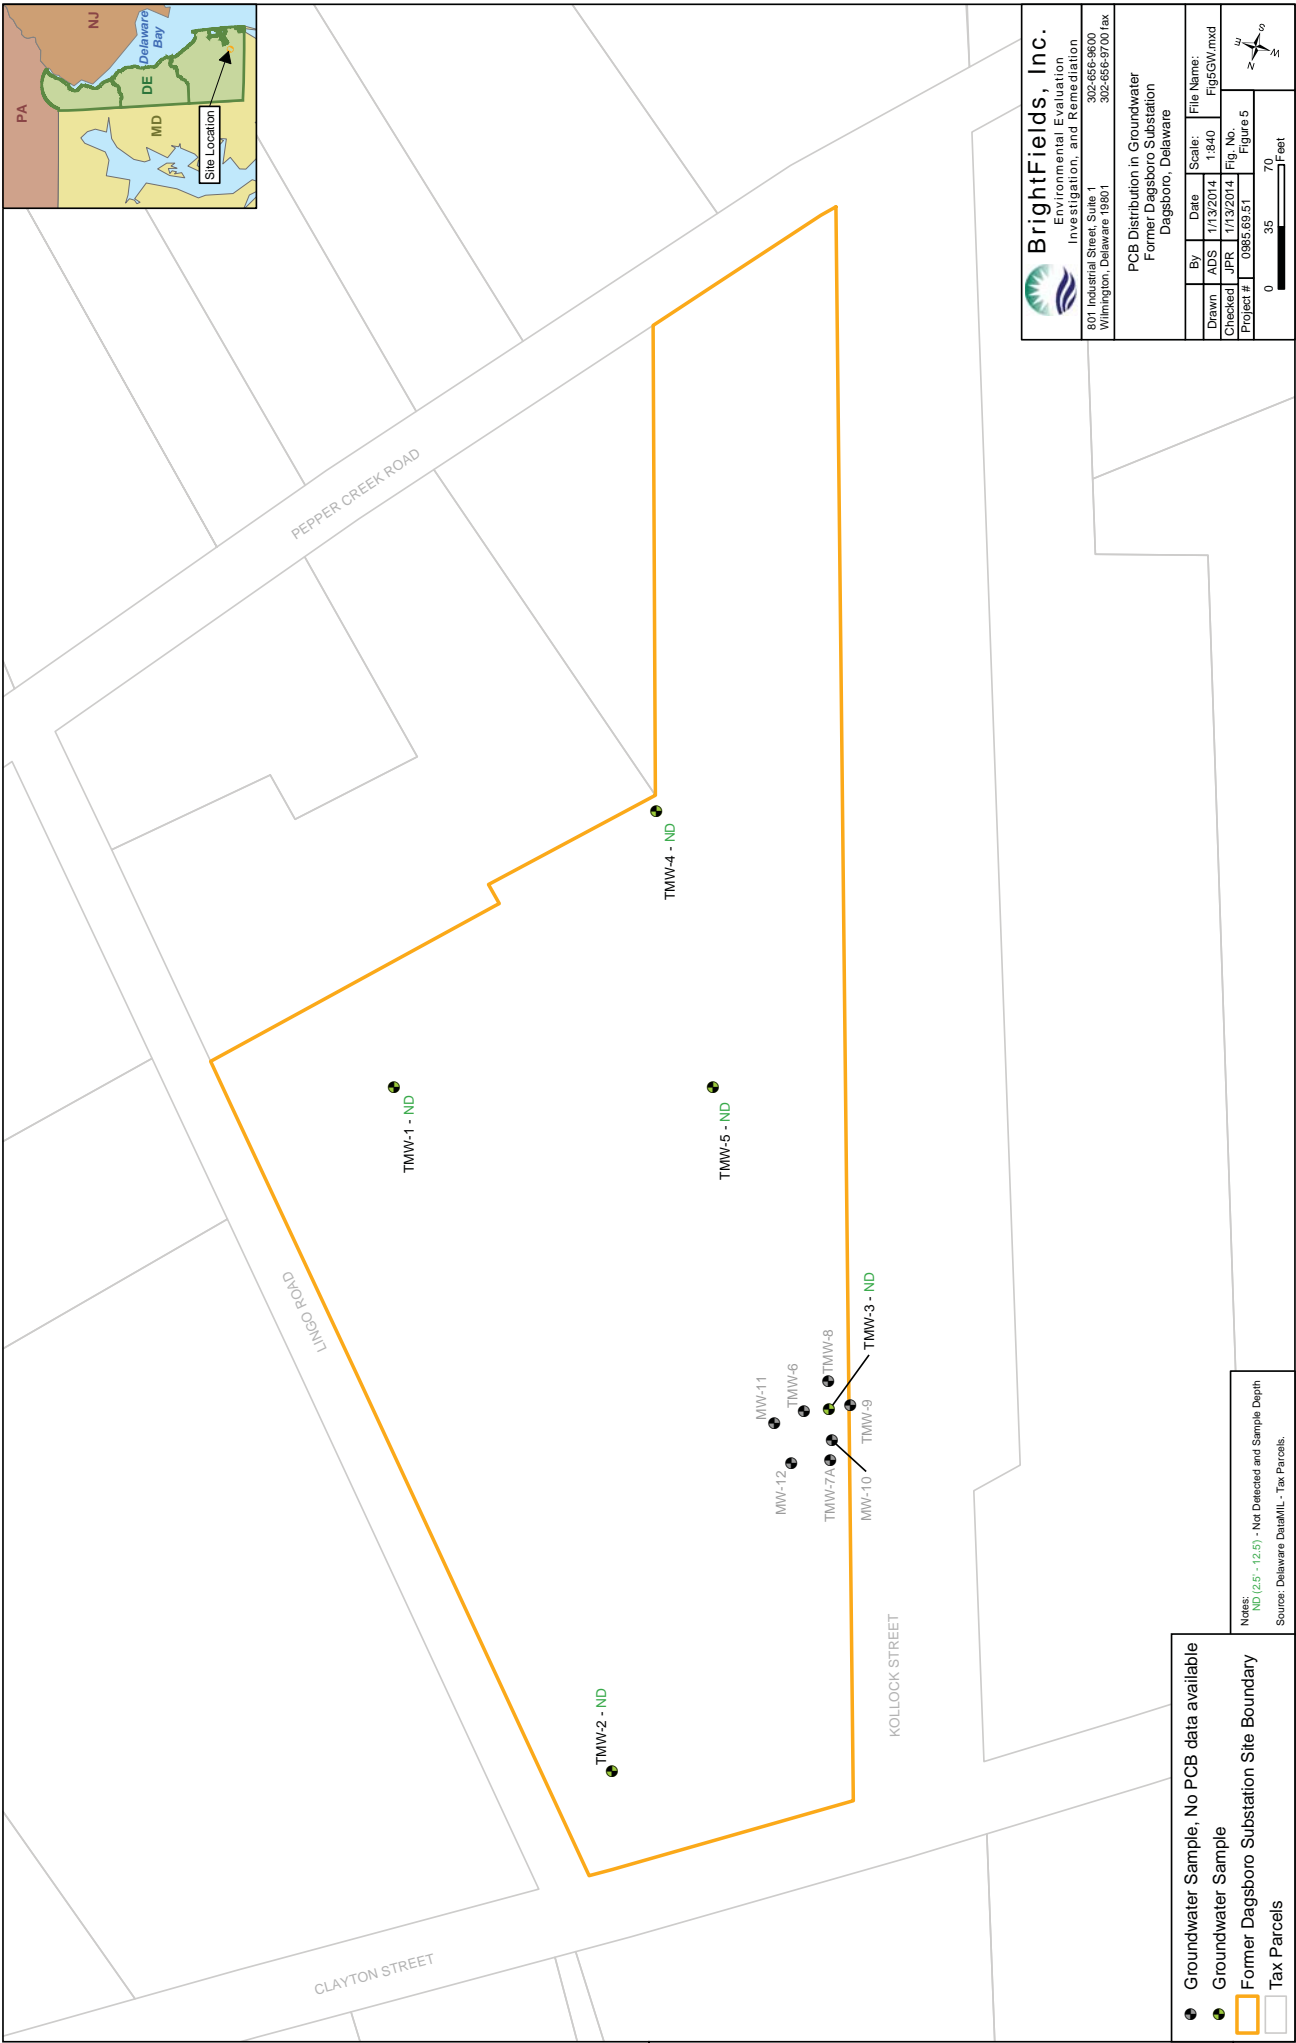 PA
NJ
Delaware
Bay
DE
MD
Site Location
PEPPER CREEK ROAD
LINGO ROAD
CLAYTON STREET
KOLLOCK STREET
TMW-1 - ND
TMW-2 - ND
TMW-4 - ND
TMW-5 - ND
TMW-3 - ND
MW-11
TMW-6
TMW-8
MW-12
TMW-7A
MW-10
TMW-9
Groundwater Sample, No PCB data available
Groundwater Sample
Former Dagsboro Substation Site Boundary
Tax Parcels
Notes:
ND (2.5' - 12.5') - Not Detected and Sample Depth
Source: Delaware DataMIL - Tax Parcels.
BrightFields, Inc.
Environmental Evaluation
Investigation, and Remediation
801 Industrial Street, Suite 1 302-656-9600
Wilmington, Delaware 19801 302-656-9700 fax
PCB Distribution in Groundwater
Former Dagsboro Substation
Dagsboro, Delaware
By Date Scale: File Name:
Drawn ADS 1/13/2014 1:840 Fig5GW.mxd
Checked JPR 1/13/2014 Fig. No.
Project # 0985.69.51 Figure 5
0 35 70
Feet
N
E
S
W